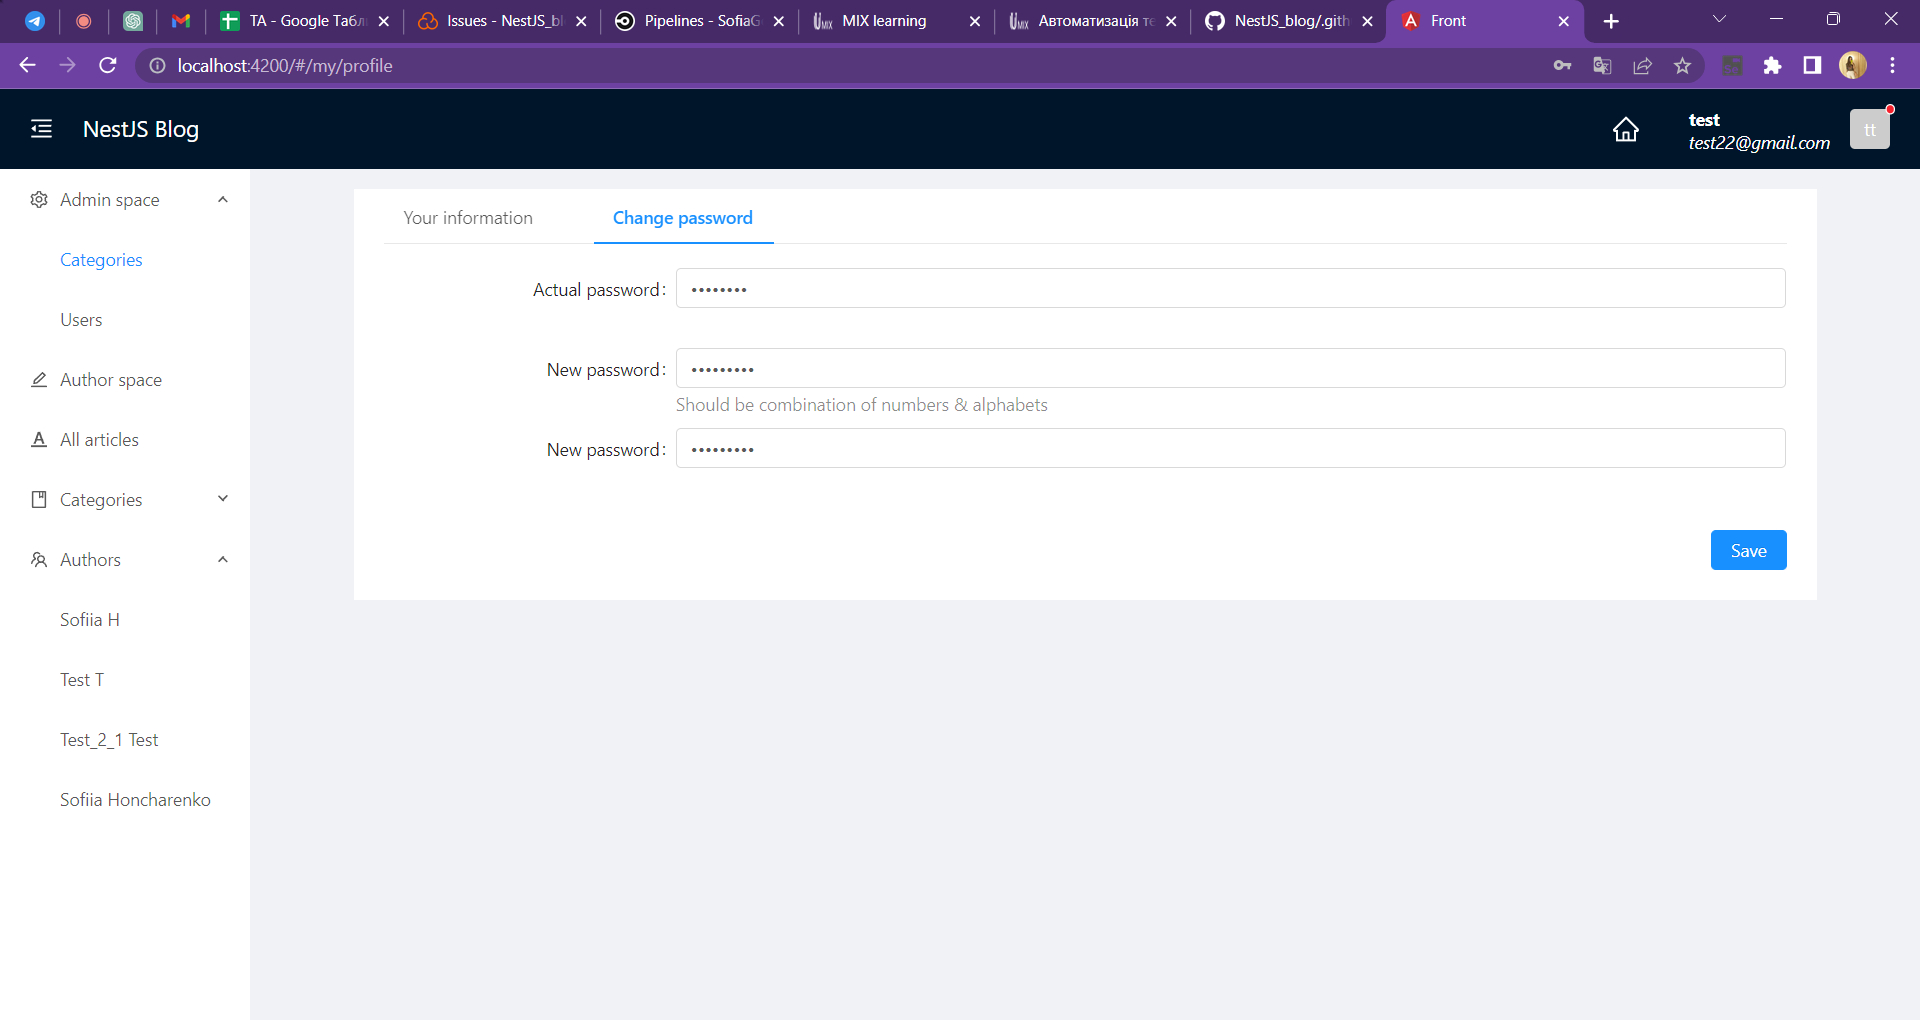 TA - Google Табл
Issues - NestJS_bl
Pipelines - SofiaG
MIX learning
Автоматизація те
NestJS_blog/.gith
Front
localhost:4200/#/my/profile
NestJS Blog
test
test22@gmail.com
tt
Admin space
Categories
Users
Author space
All articles
Categories
Authors
Sofiia H
Test T
Test_2_1 Test
Sofiia Honcharenko
Your information
Change password
Actual password:
••••••••
New password:
•••••••••
Should be combination of numbers & alphabets
New password:
•••••••••
Save